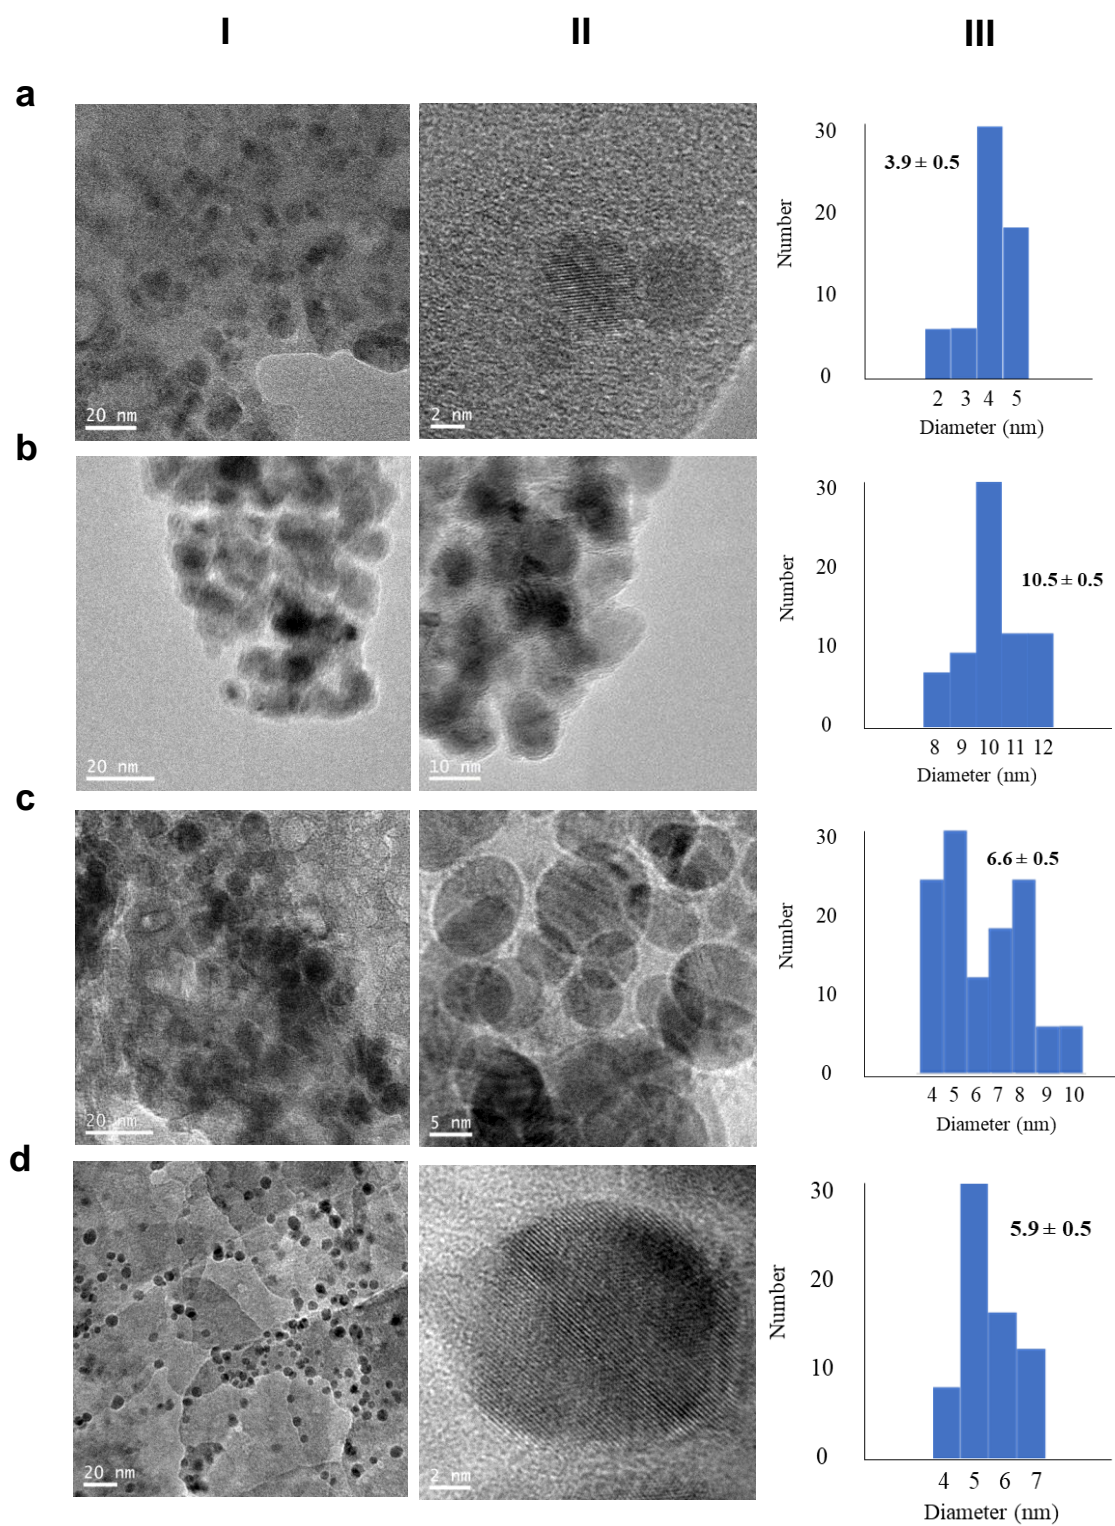 I II III
a
30
3.9 ± 0.5
20
Number
10
0
20 nm
2 nm
2 3 4 5
Diameter (nm)
b
30
20
10.5 ± 0.5
Number
10
0
20 nm
10 nm
8 9 10 11 12
Diameter (nm)
c
30
6.6 ± 0.5
20
Number
10
0
20 nm
5 nm
4 5 6 7 8 9 10
Diameter (nm)
d
30
5.9 ± 0.5
20
Number
10
0
20 nm
2 nm
4 5 6 7
Diameter (nm)